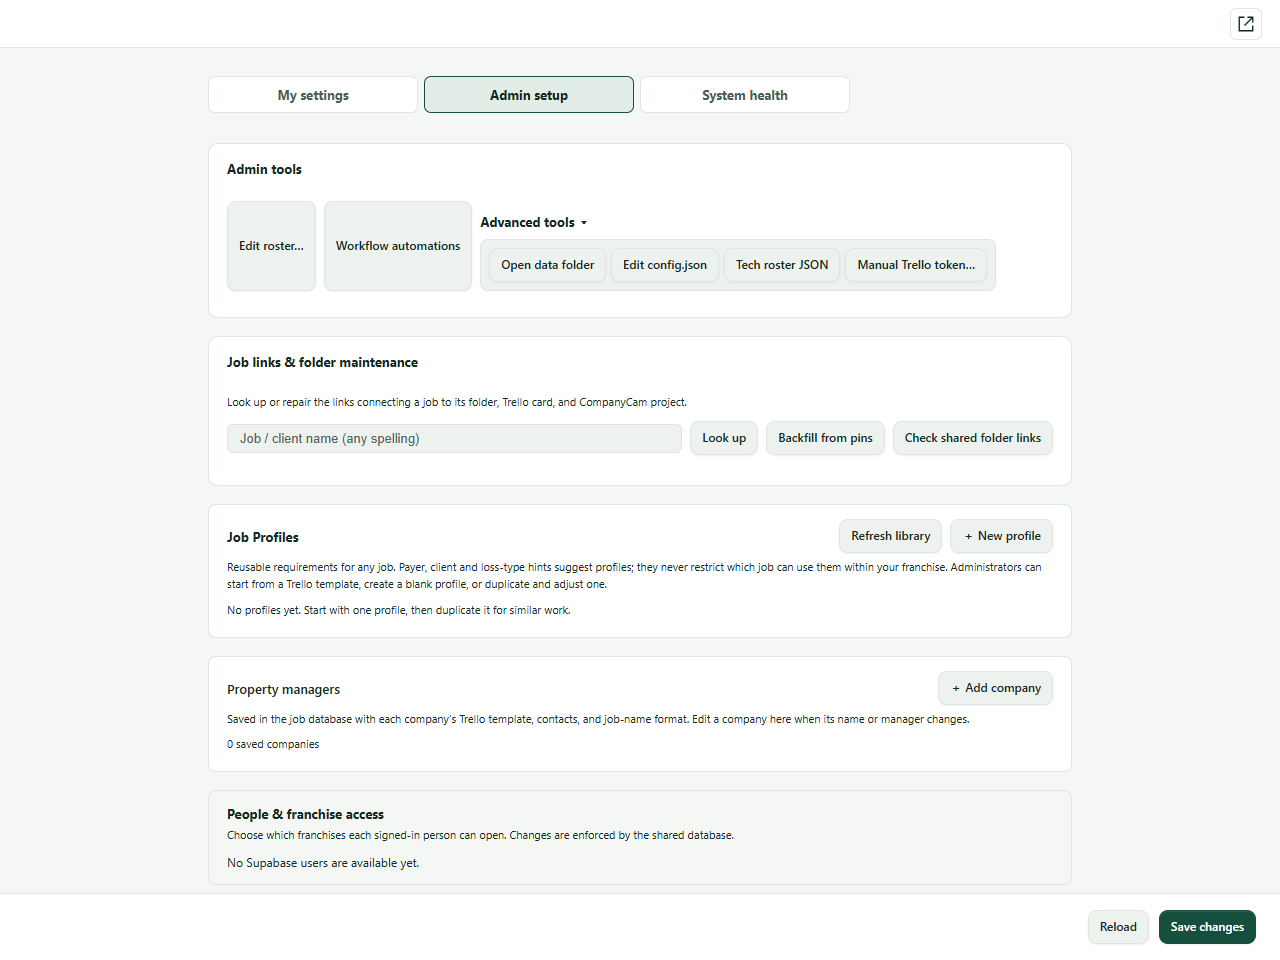 My settings
Admin setup
System health
Admin tools
Edit roster...
Workflow automations
Advanced tools
Open data folder
Edit config.json
Tech roster JSON
Manual Trello token...
Job links & folder maintenance
Look up or repair the links connecting a job to its folder, Trello card, and CompanyCam project.
Job / client name (any spelling)
Look up
Backfill from pins
Check shared folder links
Job Profiles
Refresh library
+ New profile
Reusable requirements for any job. Payer, client and loss-type hints suggest profiles; they never restrict which job can use them within your franchise. Administrators can
start from a Trello template, create a blank profile, or duplicate and adjust one.
No profiles yet. Start with one profile, then duplicate it for similar work.
Property managers
+ Add company
Saved in the job database with each company's Trello template, contacts, and job-name format. Edit a company here when its name or manager changes.
0 saved companies
People & franchise access
Choose which franchises each signed-in person can open. Changes are enforced by the shared database.
No Supabase users are available yet.
Reload
Save changes